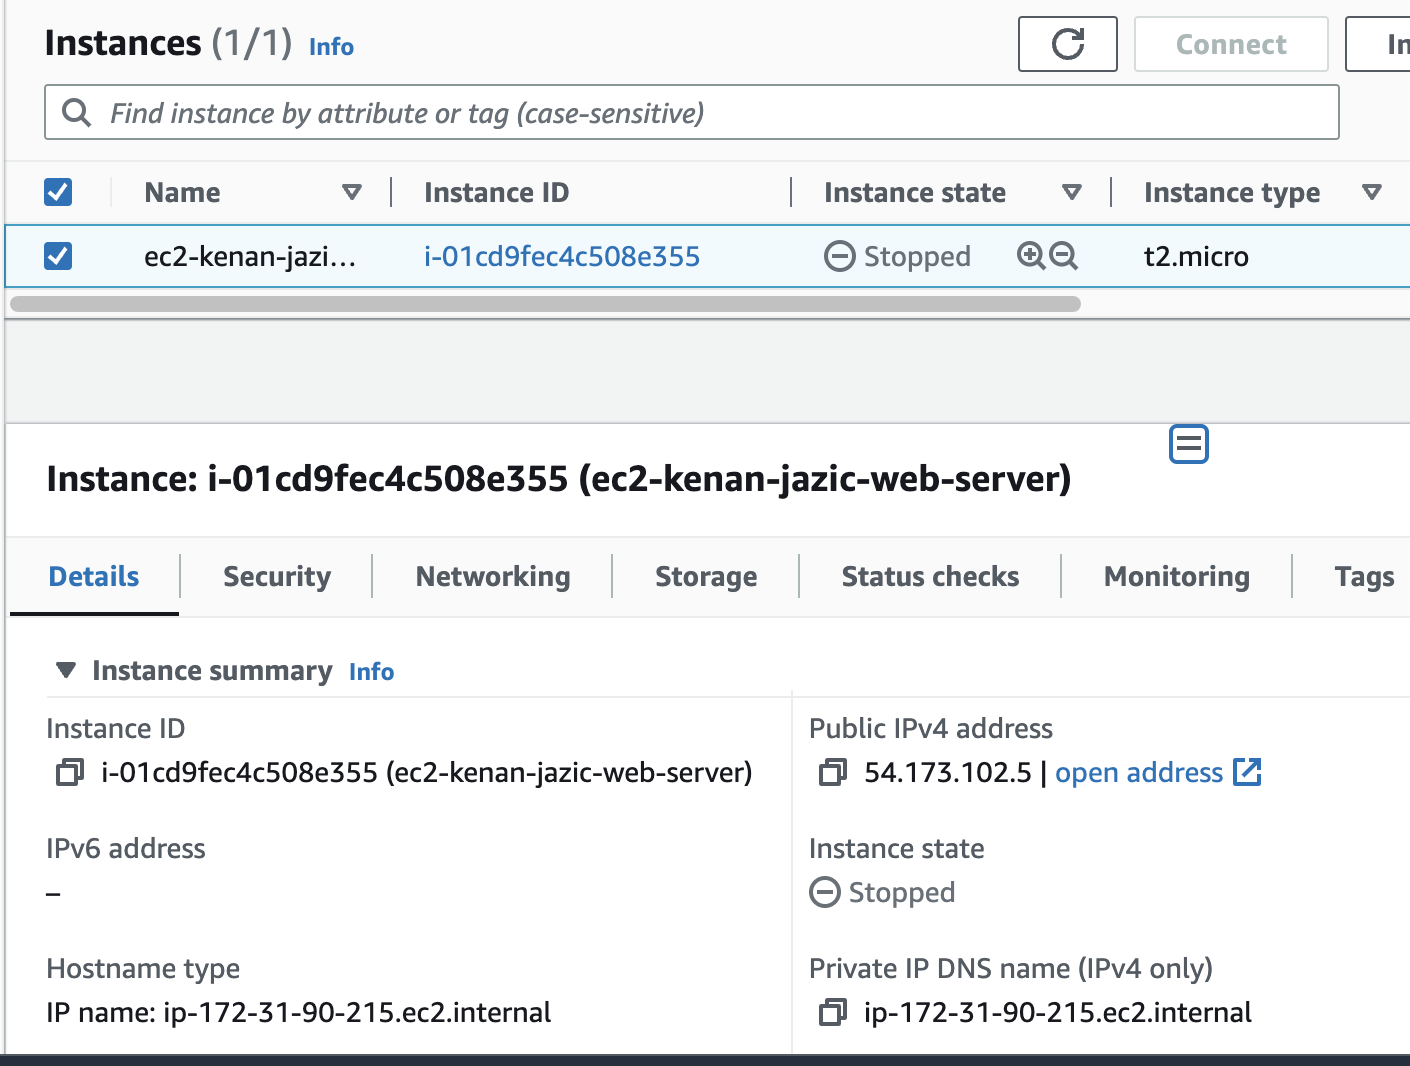 Instances (1/1) Info
Connect
In
Find instance by attribute or tag (case-sensitive)
Name Instance ID Instance state Instance type
ec2-kenan-jazi... i-01cd9fec4c508e355 Stopped t2.micro
Instance: i-01cd9fec4c508e355 (ec2-kenan-jazic-web-server)
Details Security Networking Storage Status checks Monitoring Tags
Instance summary Info
Instance ID
i-01cd9fec4c508e355 (ec2-kenan-jazic-web-server)
Public IPv4 address
54.173.102.5 | open address
IPv6 address
–
Instance state
Stopped
Hostname type
IP name: ip-172-31-90-215.ec2.internal
Private IP DNS name (IPv4 only)
ip-172-31-90-215.ec2.internal